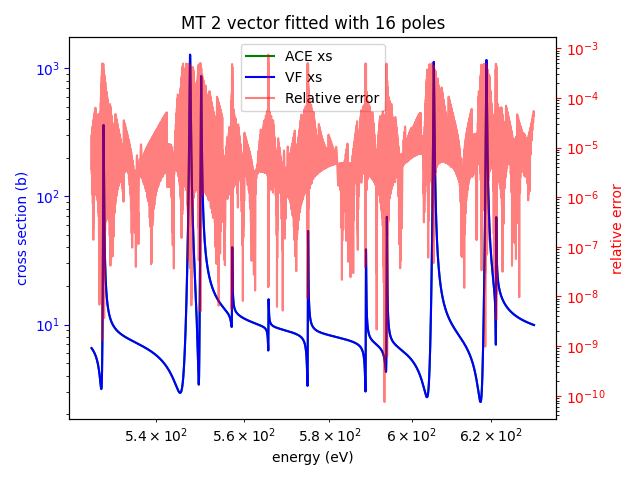 MT 2 vector fitted with 16 poles
ACE xs
VF xs
Relative error
cross section (b)
10³
10²
10¹
relative error
10⁻³
10⁻⁴
10⁻⁵
10⁻⁶
10⁻⁷
10⁻⁸
10⁻⁹
10⁻¹⁰
5.4 × 10² 5.6 × 10² 5.8 × 10² 6 × 10² 6.2 × 10²
energy (eV)